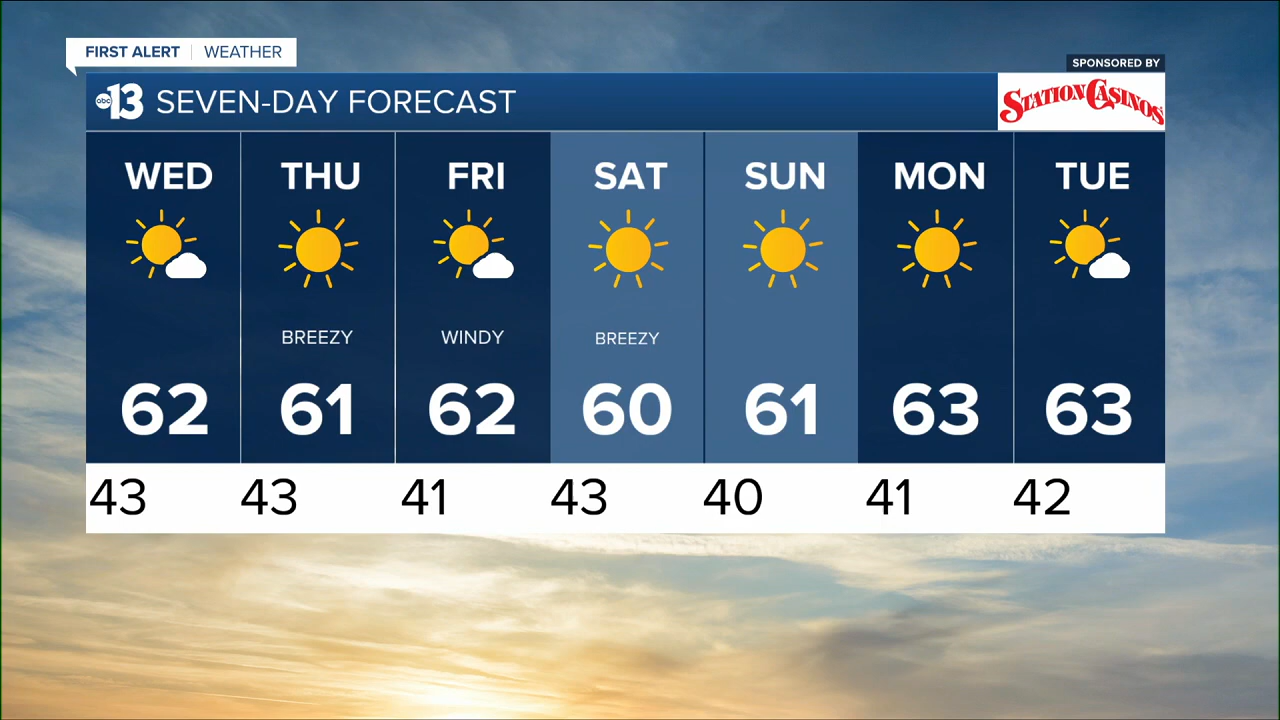 FIRST ALERT | WEATHER
SPONSORED BY
abc 13 SEVEN-DAY FORECAST
STATION CASINOS
WED THU FRI SAT SUN MON TUE
BREEZY WINDY BREEZY
62 61 62 60 61 63 63
43 43 41 43 40 41 42